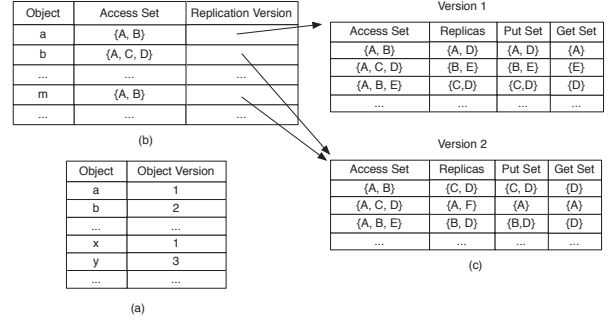 Object Access Set Replication Version
a {A, B}
b {A, C, D}
... ... ...
m {A, B}
... ... ...
(b)
Object Object Version
a 1
b 2
... ...
x 1
y 3
... ...
(a)
Version 1
Access Set Replicas Put Set Get Set
{A, B} {A, D} {A, D} {A}
{A, C, D} {B, E} {B, E} {E}
{A, B, E} {C,D} {C,D} {D}
... ... ... ...
Version 2
Access Set Replicas Put Set Get Set
{A, B} {C, D} {C, D} {D}
{A, C, D} {A, F} {A} {A}
{A, B, E} {B, D} {B,D} {D}
... ... ... ...
(c)